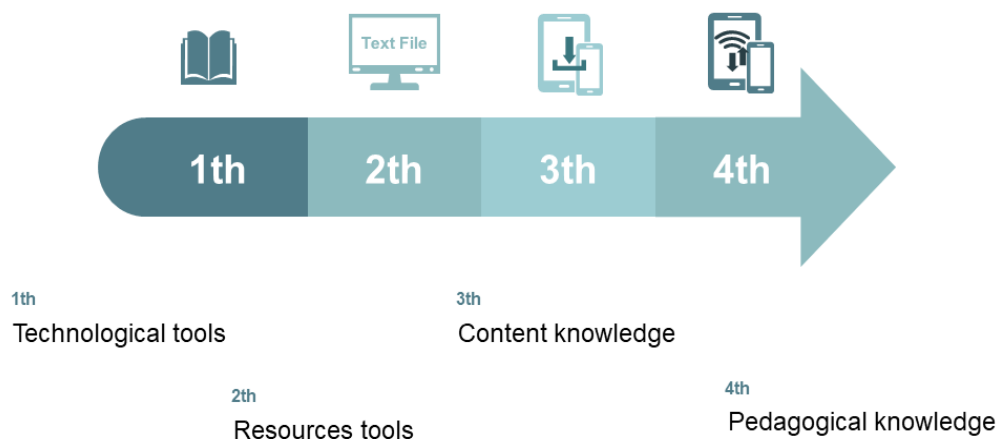 Text File
1th
2th
3th
4th
1th
Technological tools
3th
Content knowledge
2th
Resources tools
4th
Pedagogical knowledge